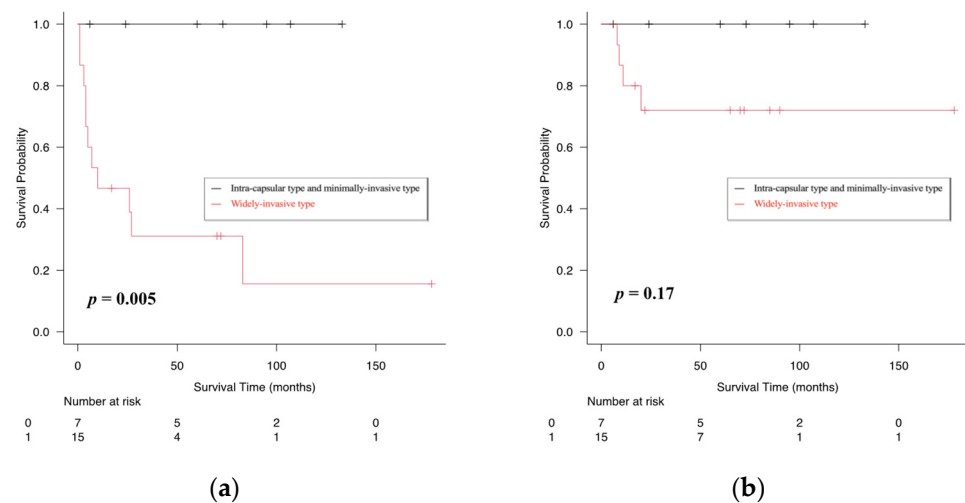 1.0
0.8
0.6
0.4
0.2
0.0
Survival Probability
Intra-capsular type and minimally-invasive type
Widely-invasive type
p = 0.005
0 50 100 150
Survival Time (months)
Number at risk
0 7 5 2 0
1 15 4 1 1
(a)
1.0
0.8
0.6
0.4
0.2
0.0
Survival Probability
Intra-capsular type and minimally-invasive type
Widely-invasive type
p = 0.17
0 50 100 150
Survival Time (months)
Number at risk
0 7 5 2 0
1 15 7 1 1
(b)